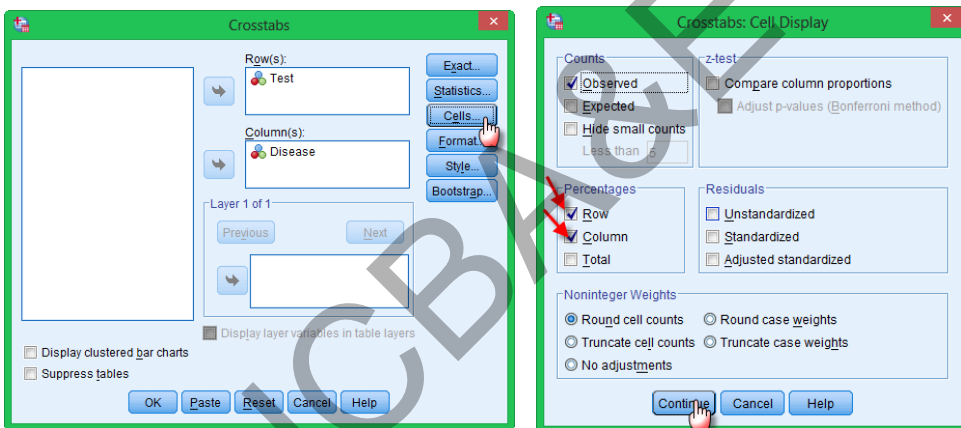 Crosstabs
Row(s):
Test
Column(s):
Disease
Layer 1 of 1
Previous Next
Display layer variables in table layers
Display clustered bar charts
Suppress tables
Exact...
Statistics...
Cells...
Format...
Style...
Bootstrap...
OK Paste Reset Cancel Help
Crosstabs: Cell Display
Counts
Observed
Expected
Hide small counts
Less than 5
z-test
Compare column proportions
Adjust p-values (Bonferroni method)
Percentages
Row
Column
Total
Residuals
Unstandardized
Standardized
Adjusted standardized
Noninteger Weights
Round cell counts Round case weights
Truncate cell counts Truncate case weights
No adjustments
Continue Cancel Help